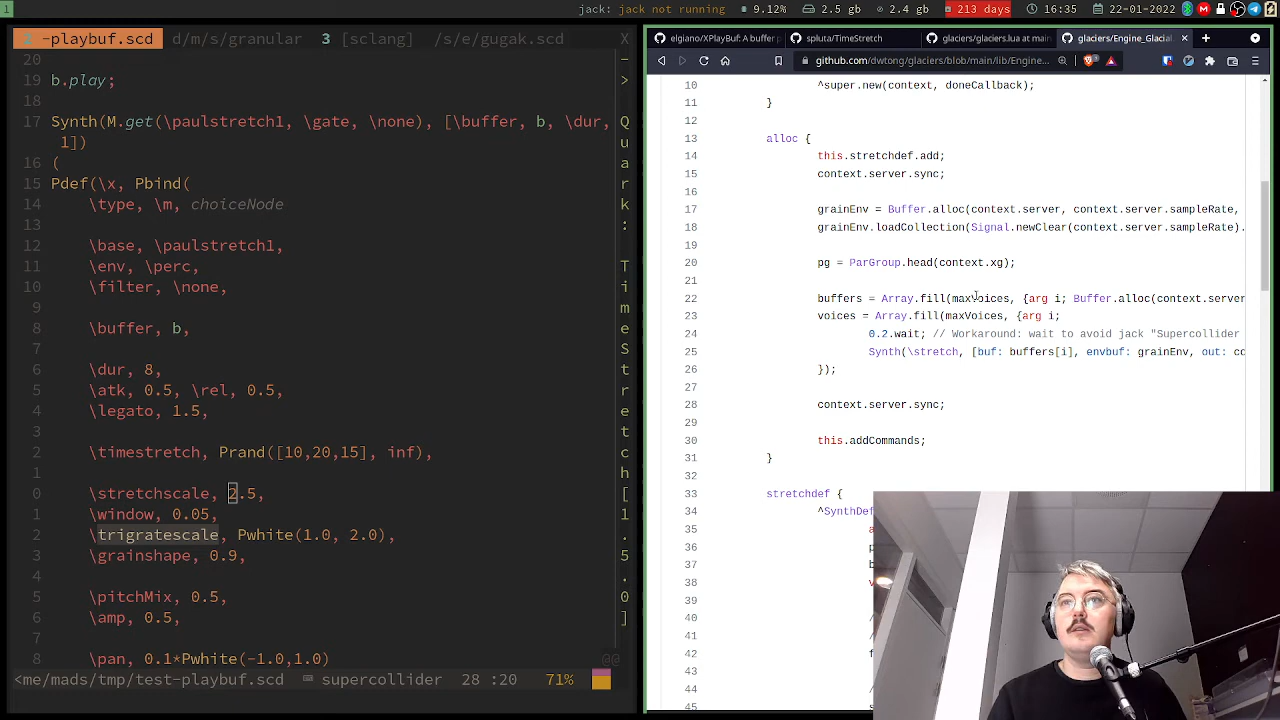 1
jack: jack not running
9.12%
2.5 gb
2.4 gb
213 days
16:35
22-01-2022
2 -playbuf.scd d/m/s/granular 3 [sclang] /s/e/gugak.scd X
20
19 b.play;
18
17 Synth(M.get(\paulstretch1, \gate, \none), [\buffer, b, \dur,
1])
16 (
15 Pdef(\x, Pbind(
14 \type, \m, choiceNode
13
12 \base, \paulstretch1,
11 \env, \perc,
10 \filter, \none,
9
8 \buffer, b,
7
6 \dur, 8,
5 \atk, 0.5, \rel, 0.5,
4 \legato, 1.5,
3
2 \timestretch, Prand([10,20,15], inf),
1
0 \stretchscale, 2.5,
1 \window, 0.05,
2 \trigratescale, Pwhite(1.0, 2.0),
3 \grainshape, 0.9,
4
5 \pitchMix, 0.5,
6 \amp, 0.5,
7
8 \pan, 0.1*Pwhite(-1.0,1.0) @@
<me/mads/tmp/test-playbuf.scd supercollider 28 :20 71%
-
>
Q
u
a
r
k
:
T
i
m
e
S
t
r
e
t
c
h
[
1
.
5
.
0
]
elgiano/XPlayBuf: A buffer p
spluta/TimeStretch
glaciers/glaciers.lua at main
glaciers/Engine_Glacial
github.com/dwtong/glaciers/blob/main/lib/Engine...
10 ^super.new(context, doneCallback);
11 }
12
13 alloc {
14 this.stretchdef.add;
15 context.server.sync;
16
17 grainEnv = Buffer.alloc(context.server, context.server.sampleRate,
18 grainEnv.loadCollection(Signal.newClear(context.server.sampleRate).
19
20 pg = ParGroup.head(context.xg);
21
22 buffers = Array.fill(maxVoices, {arg i; Buffer.alloc(context.server
23 voices = Array.fill(maxVoices, {arg i;
24 0.2.wait; // Workaround: wait to avoid jack "Supercollider
25 Synth(\stretch, [buf: buffers[i], envbuf: grainEnv, out: co
26 });
27
28 context.server.sync;
29
30 this.addCommands;
31 }
32
33 stretchdef {
34 ^SynthDef
35 a
36 p
37 b
38 v
39
40 /
41 /
42 f
43
44 /
45 s